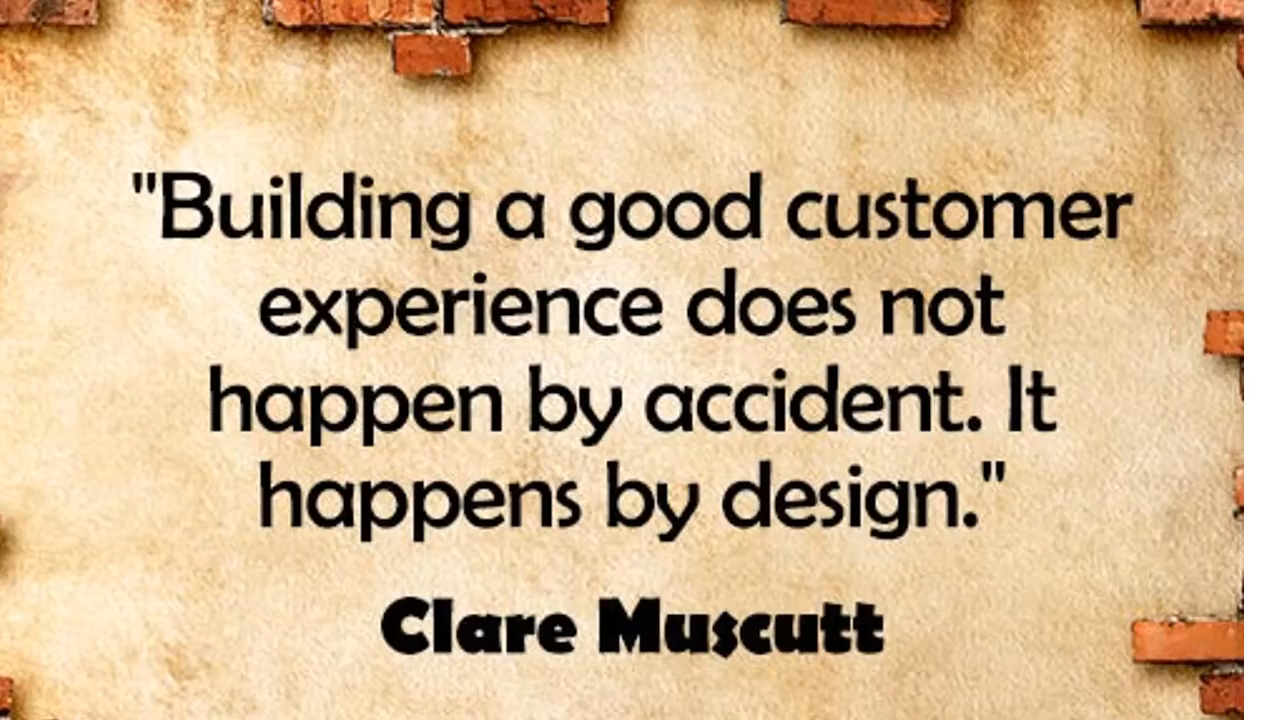 "Building a good customer
experience does not
happen by accident. It
happens by design."
Clare Muscutt